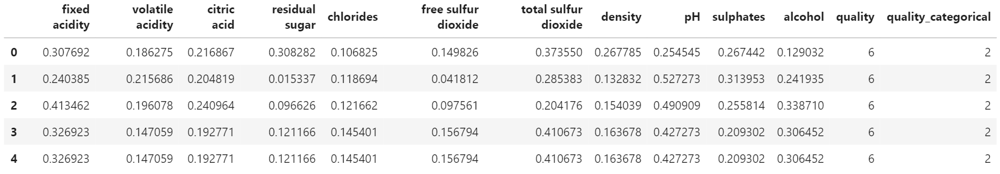 fixed acidity volatile acidity citric acid residual sugar chlorides free sulfur dioxide total sulfur dioxide density pH sulphates alcohol quality quality_categorical
0 0.307692 0.186275 0.216867 0.308282 0.106825 0.149826 0.373550 0.267785 0.254545 0.267442 0.129032 6 2
1 0.240385 0.215686 0.204819 0.015337 0.118694 0.041812 0.285383 0.132832 0.527273 0.313953 0.241935 6 2
2 0.413462 0.196078 0.240964 0.096626 0.121662 0.097561 0.204176 0.154039 0.490909 0.255814 0.338710 6 2
3 0.326923 0.147059 0.192771 0.121166 0.145401 0.156794 0.410673 0.163678 0.427273 0.209302 0.306452 6 2
4 0.326923 0.147059 0.192771 0.121166 0.145401 0.156794 0.410673 0.163678 0.427273 0.209302 0.306452 6 2